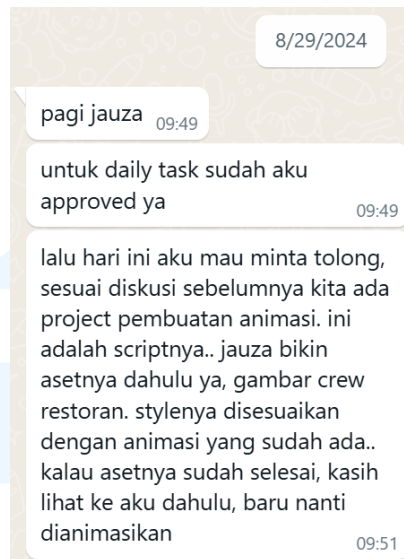 8/29/2024
pagi jauza
09:49
untuk daily task sudah aku
approved ya
09:49
lalu hari ini aku mau minta tolong,
sesuai diskusi sebelumnya kita ada
project pembuatan animasi. ini
adalah scriptnya.. jauza bikin
asetnya dahulu ya, gambar crew
restoran. stylenya disesuaikan
dengan animasi yang sudah ada..
kalau asetnya sudah selesai, kasih
lihat ke aku dahulu, baru nanti
dianimasikan
09:51